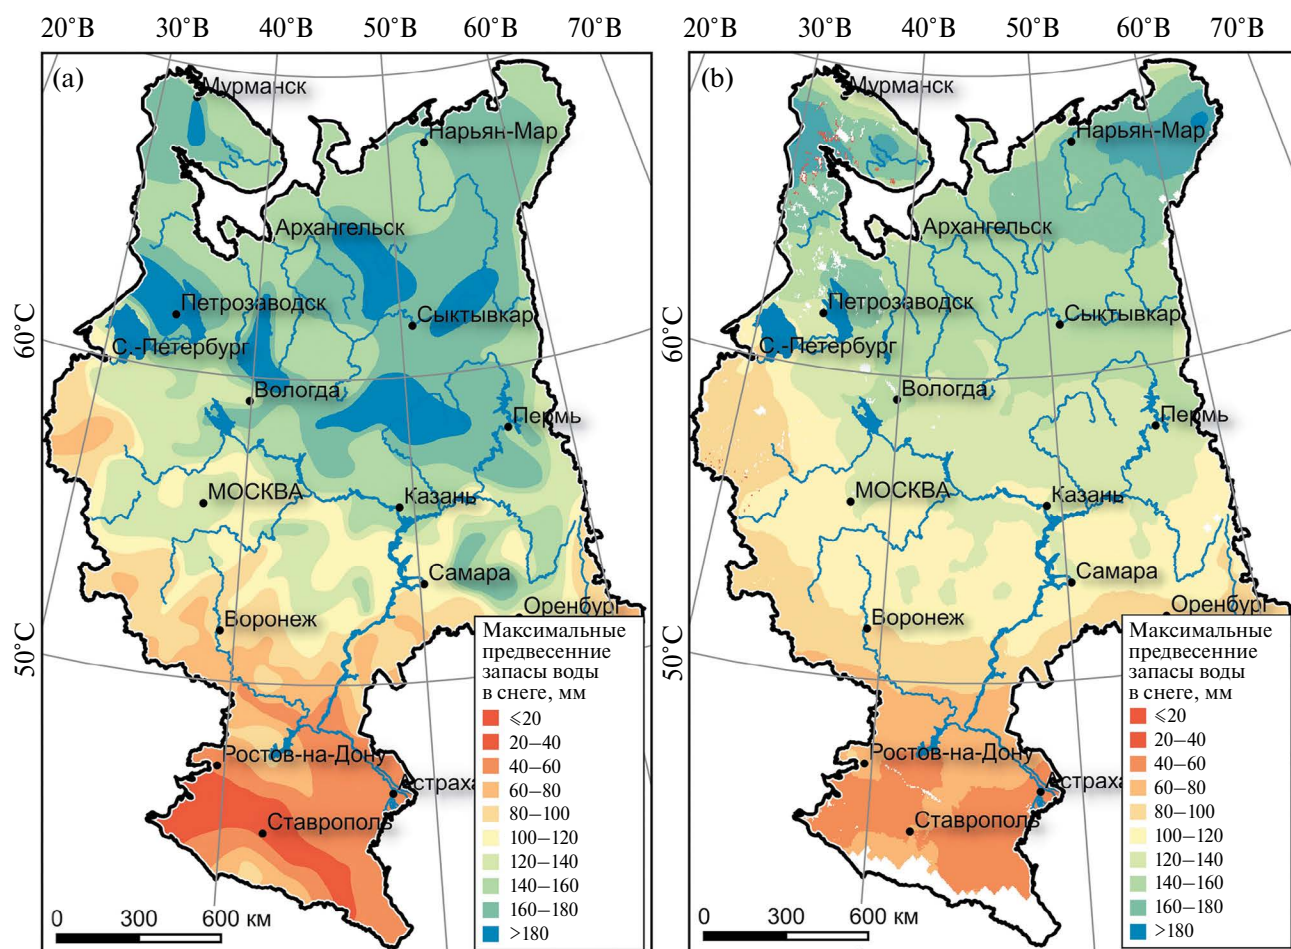 20°В 30°В 40°В 50°В 60°В 70°В
20°В 30°В 40°В 50°В 60°В 70°В
(a)
Мурманск
Нарьян-Мар
Архангельск
Петрозаводск
Сыктывкар
60°С
С.-Петербург
Вологда
Пермь
МОСКВА
Казань
Самара
Оренбург
Воронеж
50°С
Ростов-на-Дону
Астраха
Ставрополь
Максимальные
предвесенние
запасы воды
в снеге, мм
⩽20
20–40
40–60
60–80
80–100
100–120
120–140
140–160
160–180
>180
0 300 600 км
(b)
Мурманск
Нарьян-Мар
Архангельск
Петрозаводск
Сыктывкар
60°С
С.-Петербург
Вологда
Пермь
МОСКВА
Казань
Самара
Оренбург
Воронеж
50°С
Ростов-на-Дону
Астраха
Ставрополь
Максимальные
предвесенние
запасы воды
в снеге, мм
⩽20
20–40
40–60
60–80
80–100
100–120
120–140
140–160
160–180
>180
0 300 600 км